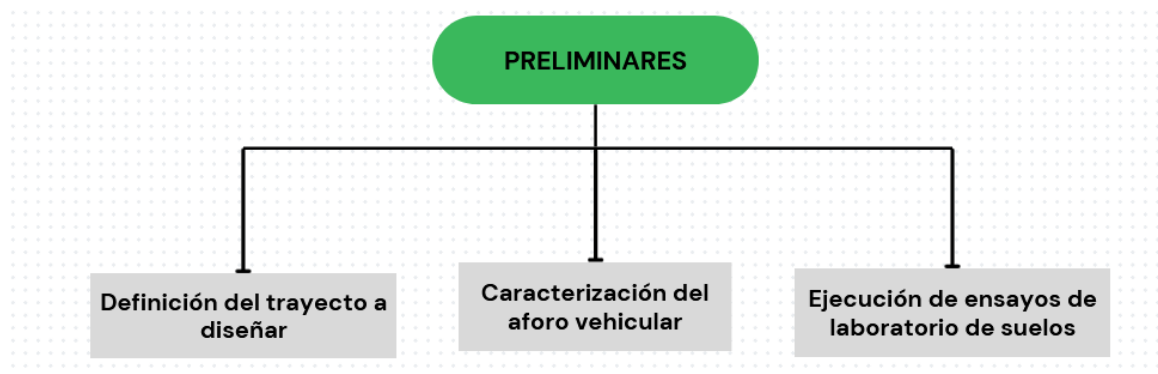 PRELIMINARES
Definición del trayecto a
diseñar
Caracterización del
aforo vehicular
Ejecución de ensayos de
laboratorio de suelos